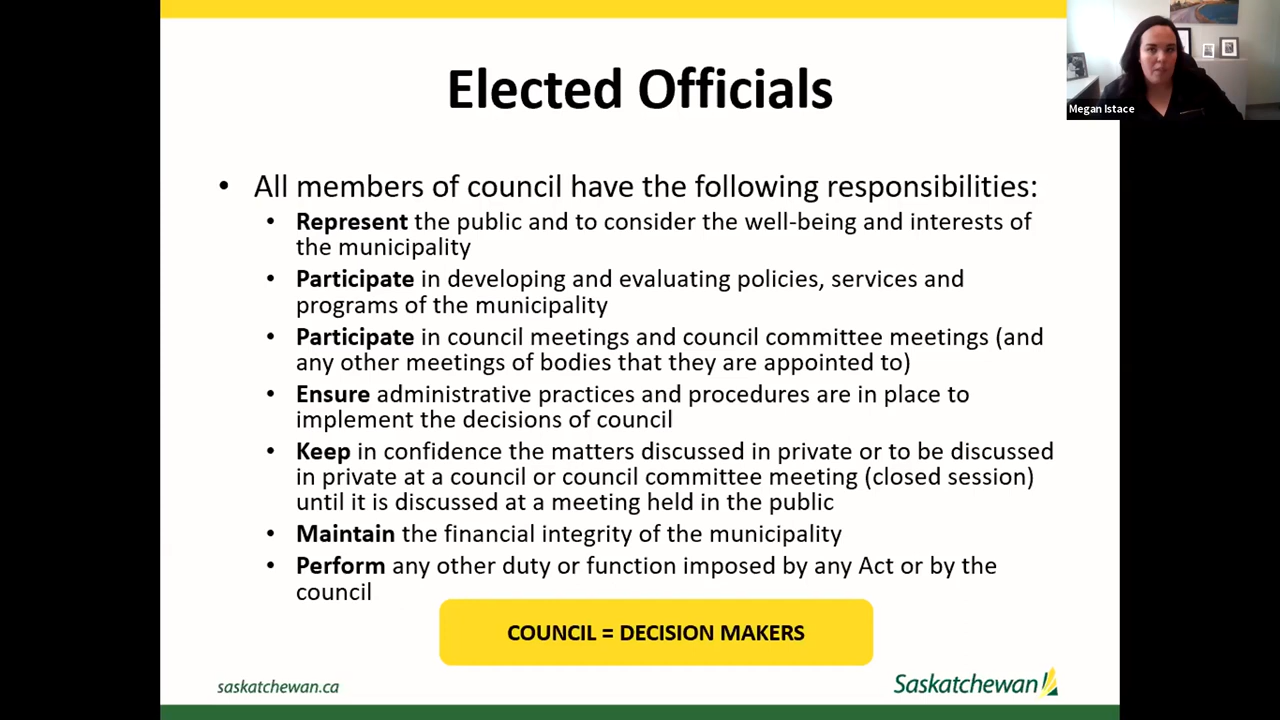 Elected Officials
Megan Istace
• All members of council have the following responsibilities:
• Represent the public and to consider the well-being and interests of
the municipality
• Participate in developing and evaluating policies, services and
programs of the municipality
• Participate in council meetings and council committee meetings (and
any other meetings of bodies that they are appointed to)
• Ensure administrative practices and procedures are in place to
implement the decisions of council
• Keep in confidence the matters discussed in private or to be discussed
in private at a council or council committee meeting (closed session)
until it is discussed at a meeting held in the public
• Maintain the financial integrity of the municipality
• Perform any other duty or function imposed by any Act or by the
council
COUNCIL = DECISION MAKERS
saskatchewan.ca
Saskatchewan